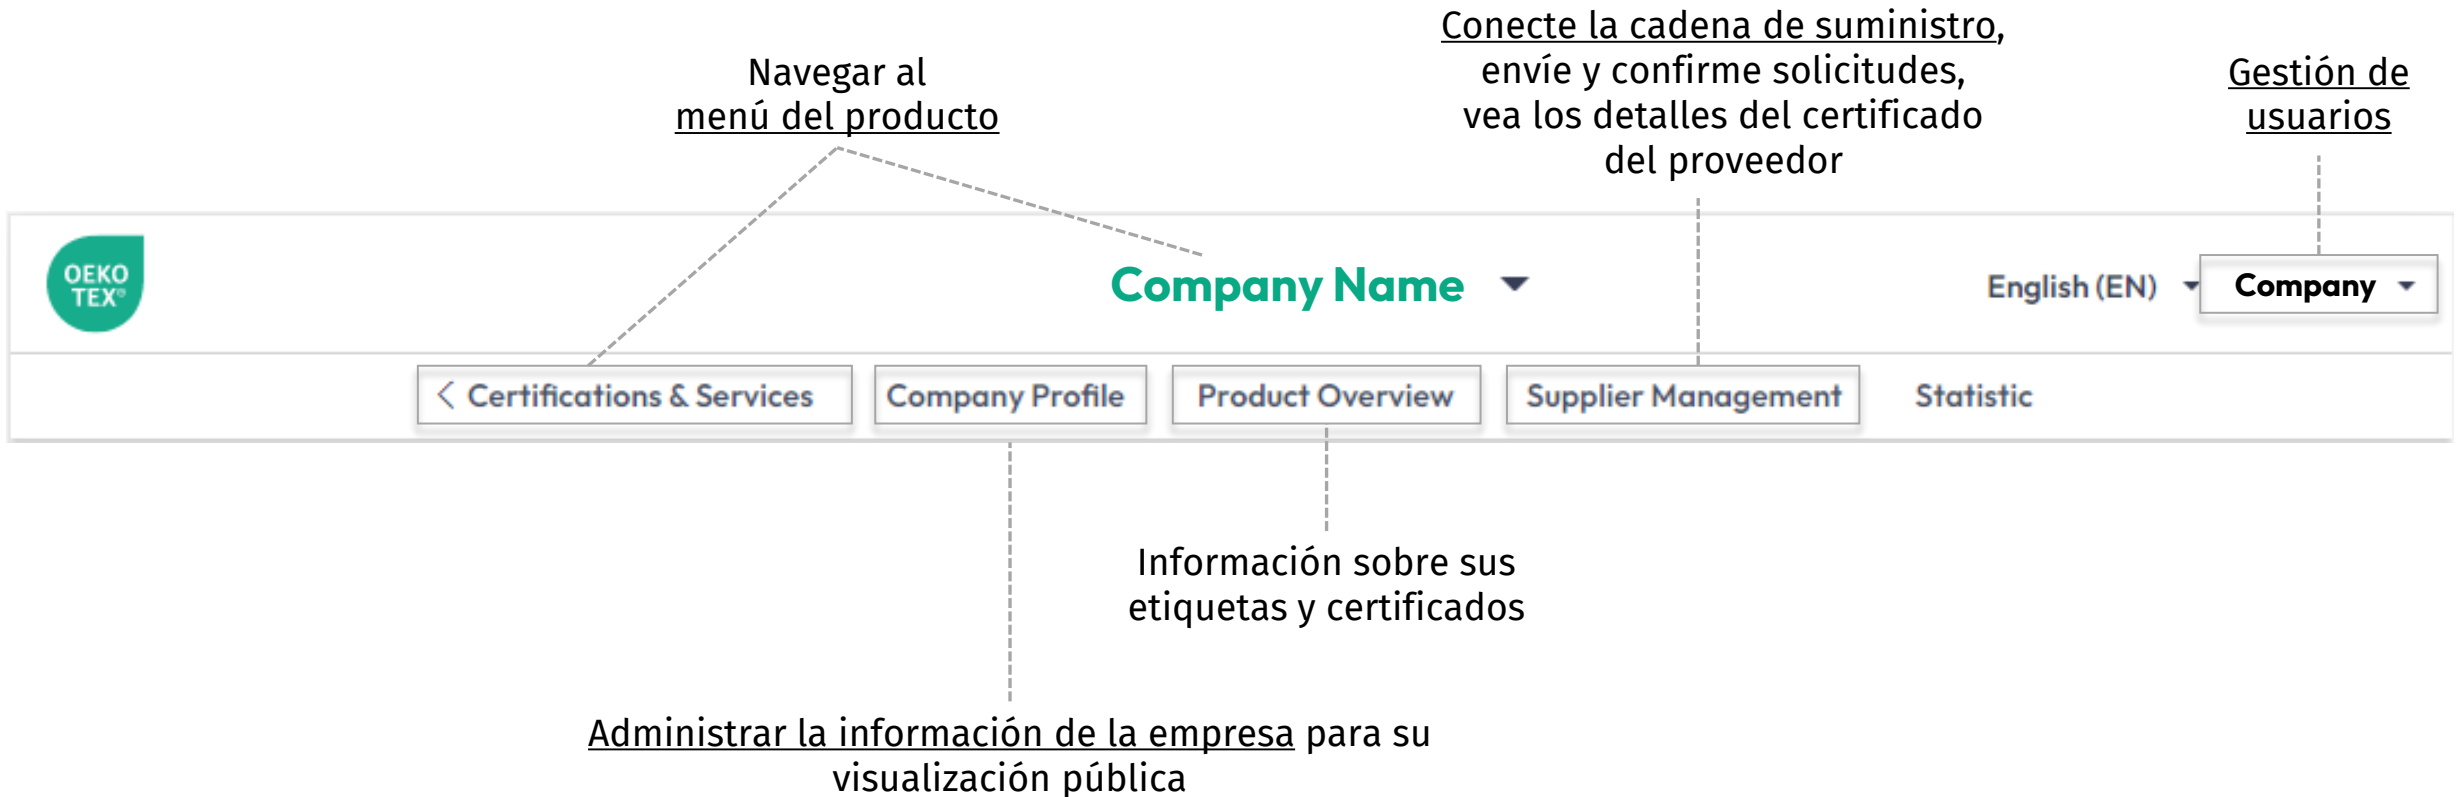 Conecte la cadena de suministro,
envíe y confirme solicitudes,
vea los detalles del certificado
del proveedor
Navegar al
menú del producto
Gestión de
usuarios
OEKO
TEX®
Company Name
English (EN)
Company
< Certifications & Services
Company Profile
Product Overview
Supplier Management
Statistic
Información sobre sus
etiquetas y certificados
Administrar la información de la empresa para su
visualización pública